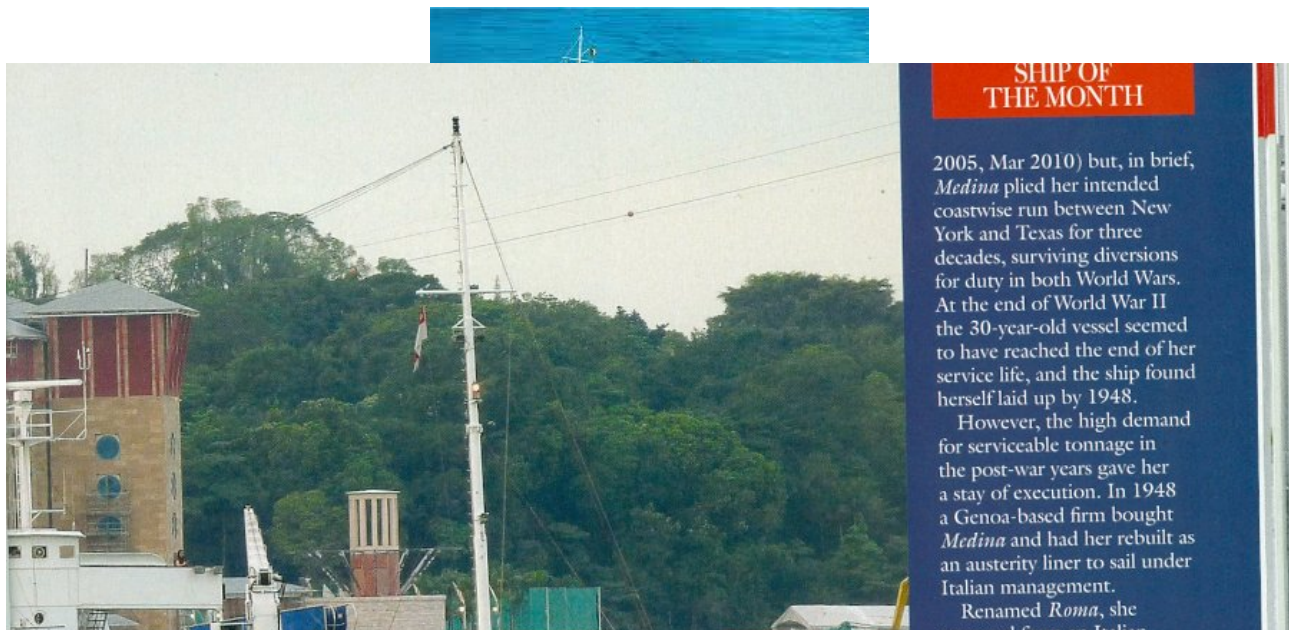 SHIP OF
THE MONTH
2005, Mar 2010) but, in brief,
Medina plied her intended
coastwise run between New
York and Texas for three
decades, surviving diversions
for duty in both World Wars.
At the end of World War II
the 30-year-old vessel seemed
to have reached the end of her
service life, and the ship found
herself laid up by 1948.
However, the high demand
for serviceable tonnage in
the post-war years gave her
a stay of execution. In 1948
a Genoa-based firm bought
Medina and had her rebuilt as
an austerity liner to sail under
Italian management.
Renamed Roma, she